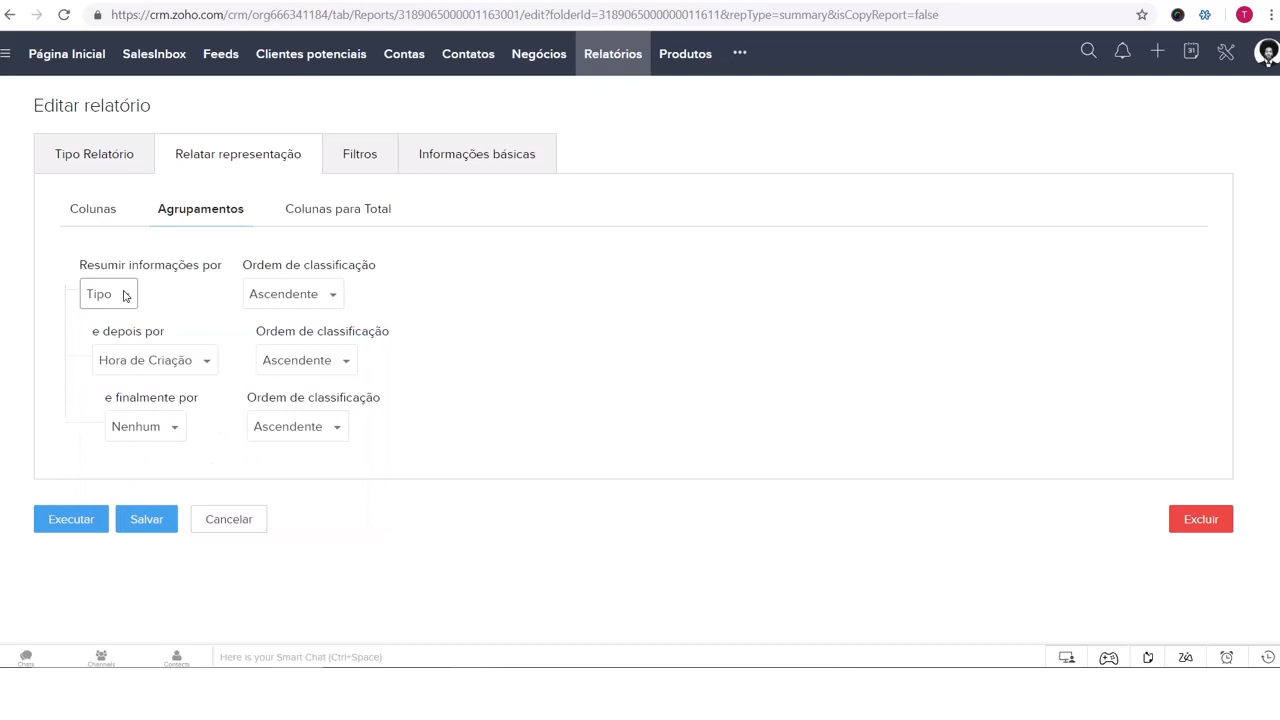 https://crm.zoho.com/crm/org666341184/tab/Reports/3189065000001163001/edit?folderId=3189065000000011611&repType=summary&isCopyReport=false
T
Página Inicial SalesInbox Feeds Clientes potenciais Contas Contatos Negócios Relatórios Produtos ••• 31
Editar relatório
Tipo Relatório Relatar representação Filtros Informações básicas
Colunas Agrupamentos Colunas para Total
Resumir informações por Ordem de classificação
Tipo Ascendente
e depois por Ordem de classificação
Hora de Criação Ascendente
e finalmente por Ordem de classificação
Nenhum Ascendente
Executar Salvar Cancelar Excluir
Chats Channels Contacts Here is your Smart Chat (Ctrl+Space)